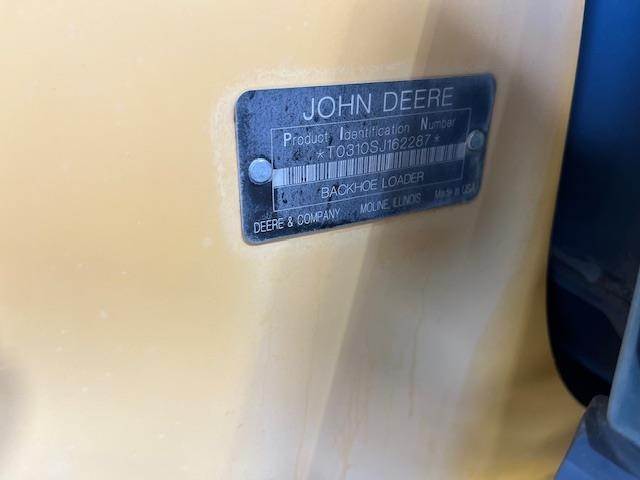 JOHN DEERE
Product Identification Number
*T0310SJ162287*
BACKHOE LOADER
DEERE & COMPANY MOLINE, ILLINOIS Made in USA